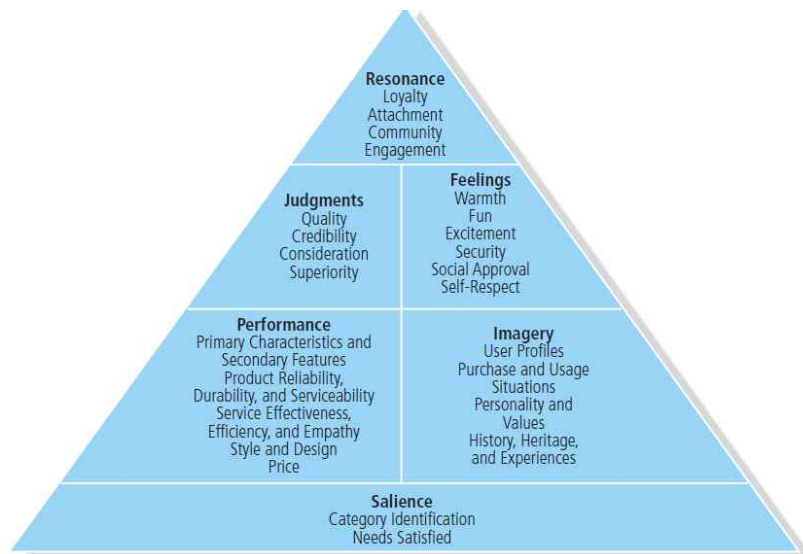 Resonance
Loyalty
Attachment
Community
Engagement
Judgments
Quality
Credibility
Consideration
Superiority
Feelings
Warmth
Fun
Excitement
Security
Social Approval
Self-Respect
Performance
Primary Characteristics and
Secondary Features
Product Reliability,
Durability, and Serviceability
Service Effectiveness,
Efficiency, and Empathy
Style and Design
Price
Imagery
User Profiles
Purchase and Usage
Situations
Personality and
Values
History, Heritage,
and Experiences
Salience
Category Identification
Needs Satisfied